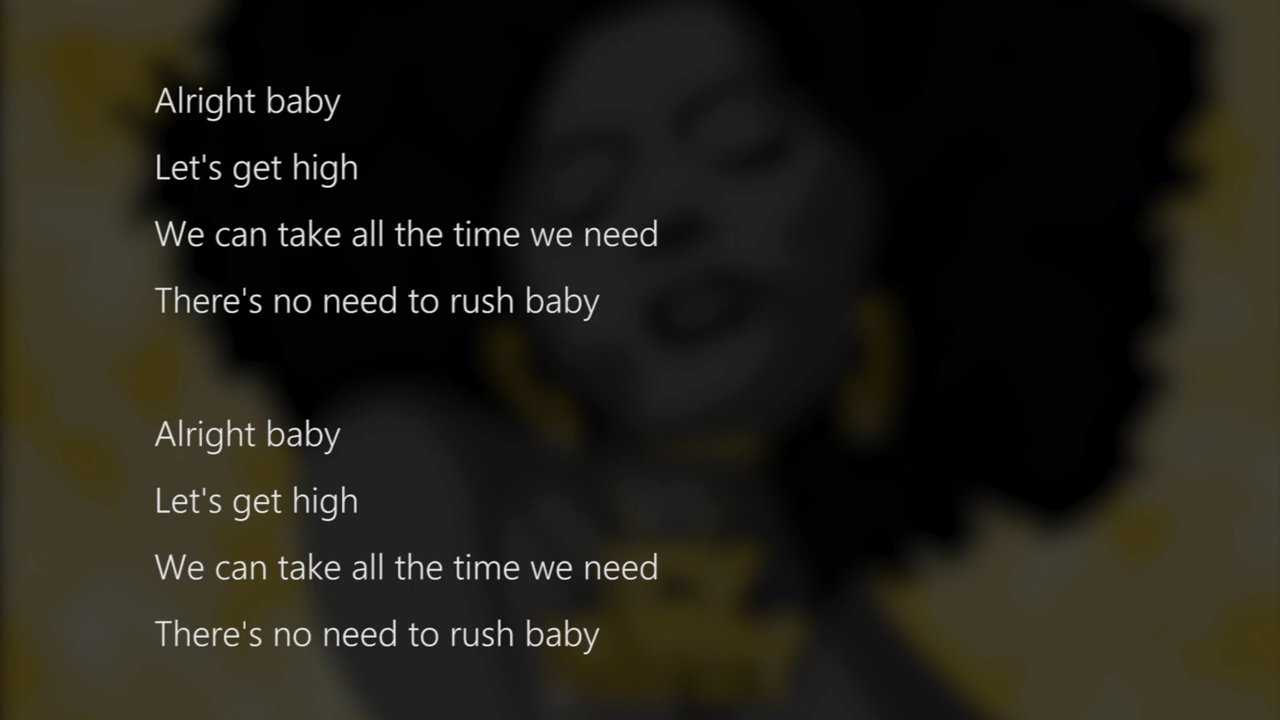 Alright baby
Let's get high
We can take all the time we need
There's no need to rush baby
Alright baby
Let's get high
We can take all the time we need
There's no need to rush baby